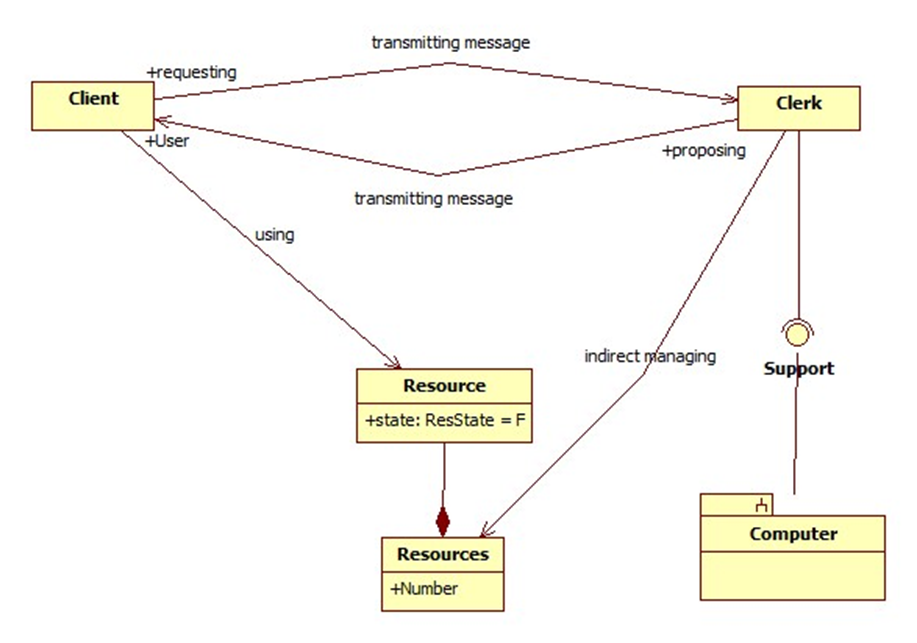 transmitting message
+requesting
Client
Clerk
+User
+proposing
transmitting message
using
indirect managing
Support
Resource
+state: ResState = F
Computer
Resources
+Number